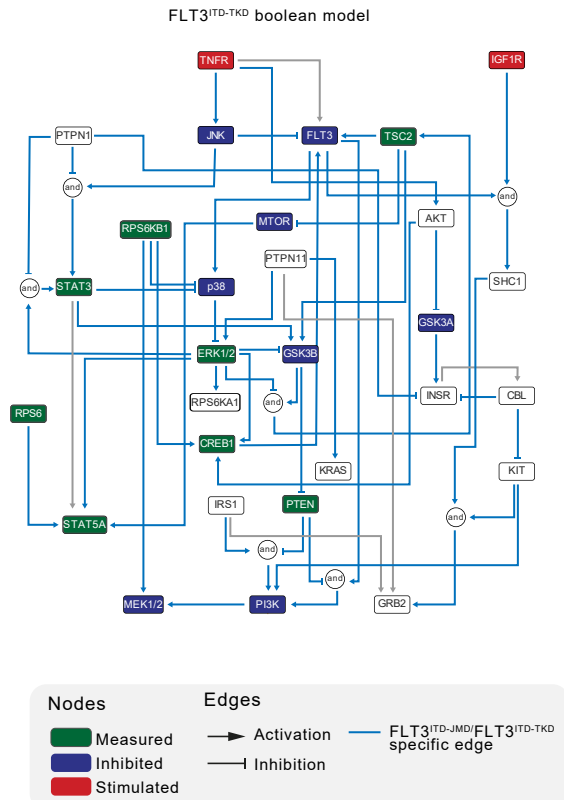 FLT3ITD-TKD boolean model
TNFR
IGF1R
PTPN1
JNK
FLT3
TSC2
and
and
AKT
RPS6KB1
MTOR
PTPN11
and
STAT3
p38
SHC1
GSK3A
ERK1/2
GSK3B
RPS6KA1
and
INSR
CBL
RPS6
CREB1
KRAS
KIT
IRS1
PTEN
and
STAT5A
and
and
MEK1/2
PI3K
GRB2
Nodes
Edges
Measured
Activation
FLT3ITD-JMD/FLT3ITD-TKD
specific edge
Inhibited
Inhibition
Stimulated